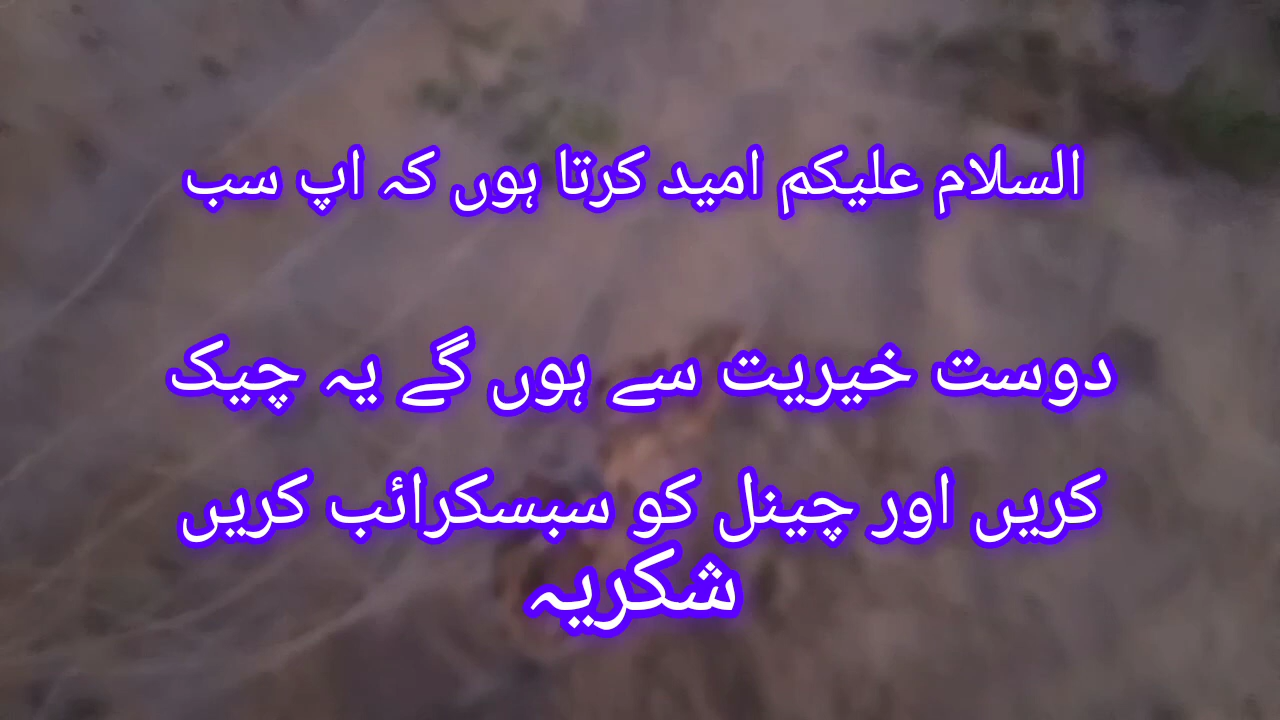 السلام علیکم امید کرتا ہوں کہ اپ سب
دوست خیریت سے ہوں گے یہ چیک
کریں اور چینل کو سبسکرائب کریں
شکریہ